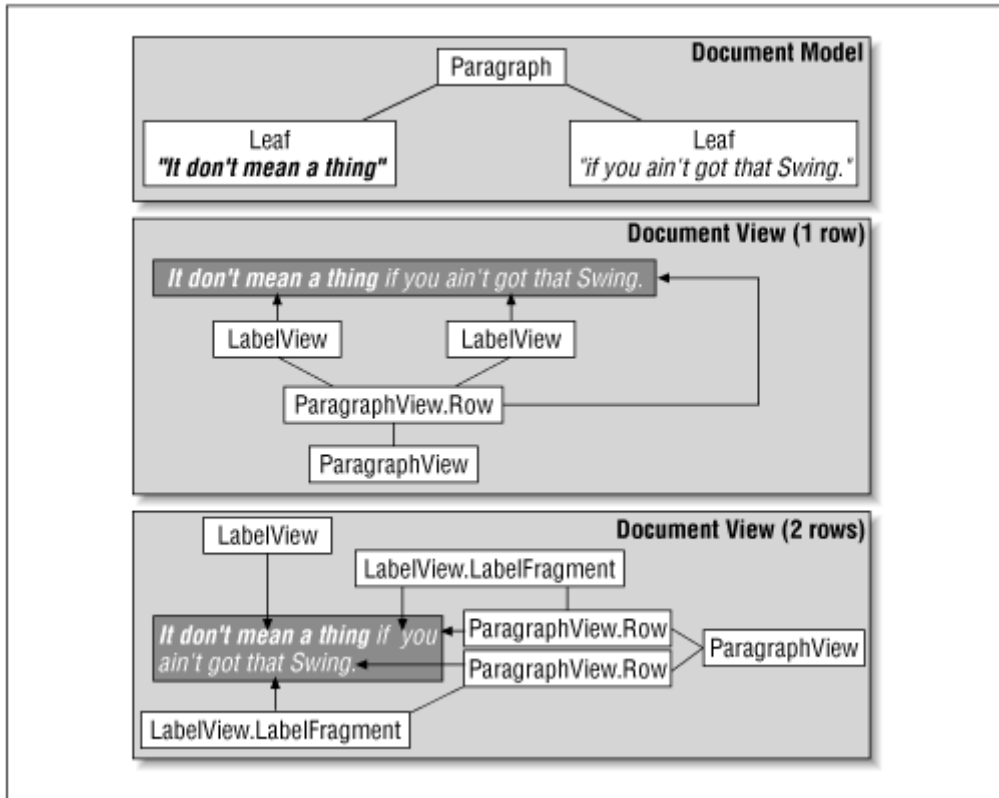 Document Model
Paragraph
Leaf
"It don't mean a thing"
Leaf
"if you ain't got that Swing."
Document View (1 row)
It don't mean a thing if you ain't got that Swing.
LabelView
LabelView
ParagraphView.Row
ParagraphView
Document View (2 rows)
LabelView
LabelView.LabelFragment
It don't mean a thing if you
ain't got that Swing.
ParagraphView.Row
ParagraphView.Row
ParagraphView
LabelView.LabelFragment